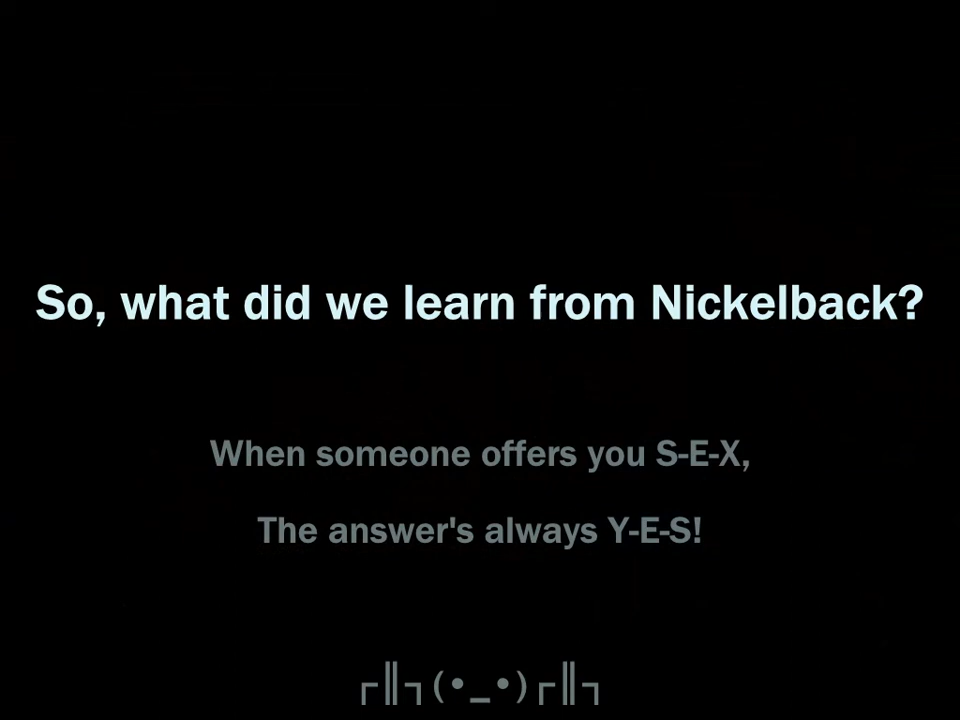 So, what did we learn from Nickelback?
When someone offers you S-E-X,
The answer's always Y-E-S!
┌║┐(•_•)┌║┐